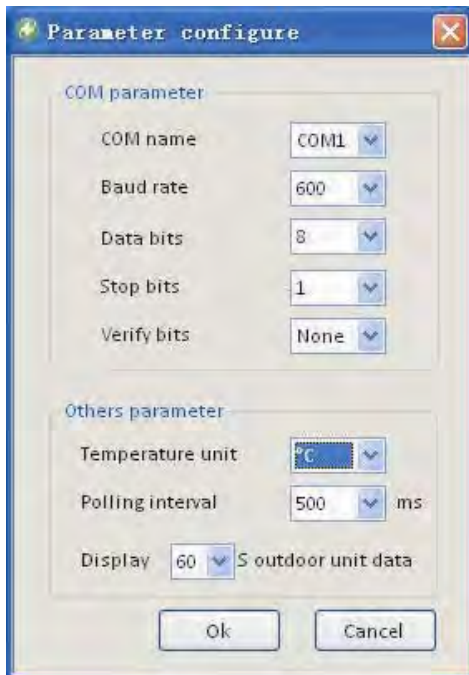 Parameter configure
COM parameter
COM name COM1
Baud rate 600
Data bits 8
Stop bits 1
Verify bits None
Others parameter
Temperature unit °C
Polling interval 500 ms
Display 60 S outdoor unit data
Ok Cancel